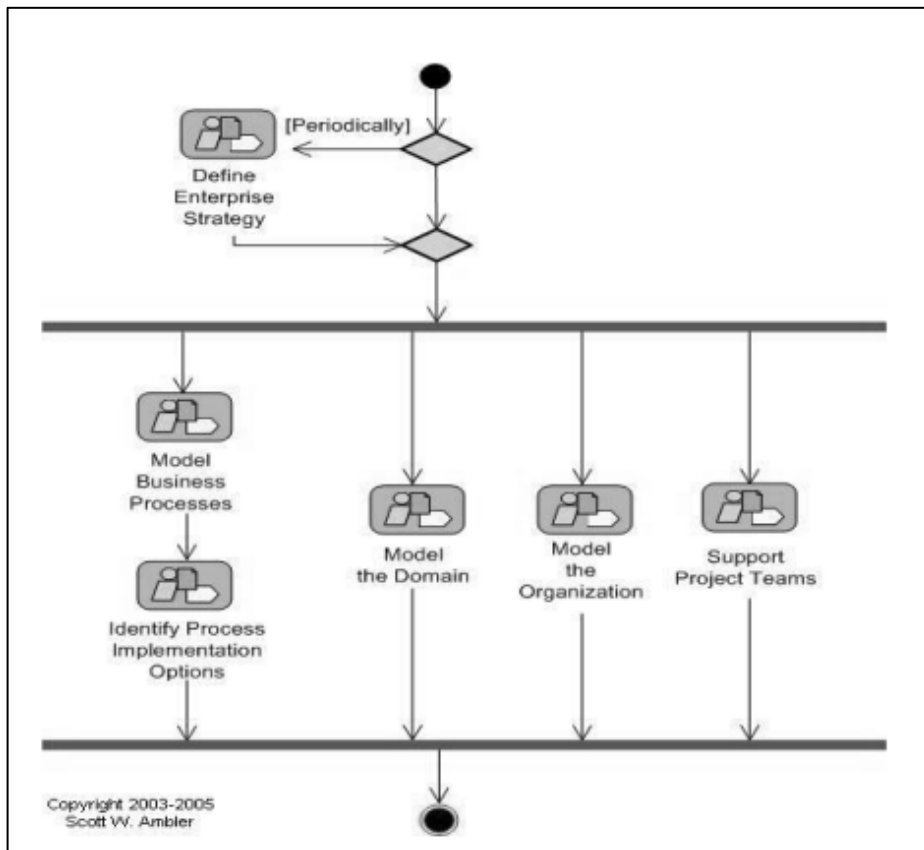 [Periodically]
Define
Enterprise
Strategy
Model
Business
Processes
Identify Process
Implementation
Options
Model
the Domain
Model
the
Organization
Support
Project Teams
Copyright 2003-2005
Scott W. Ambler